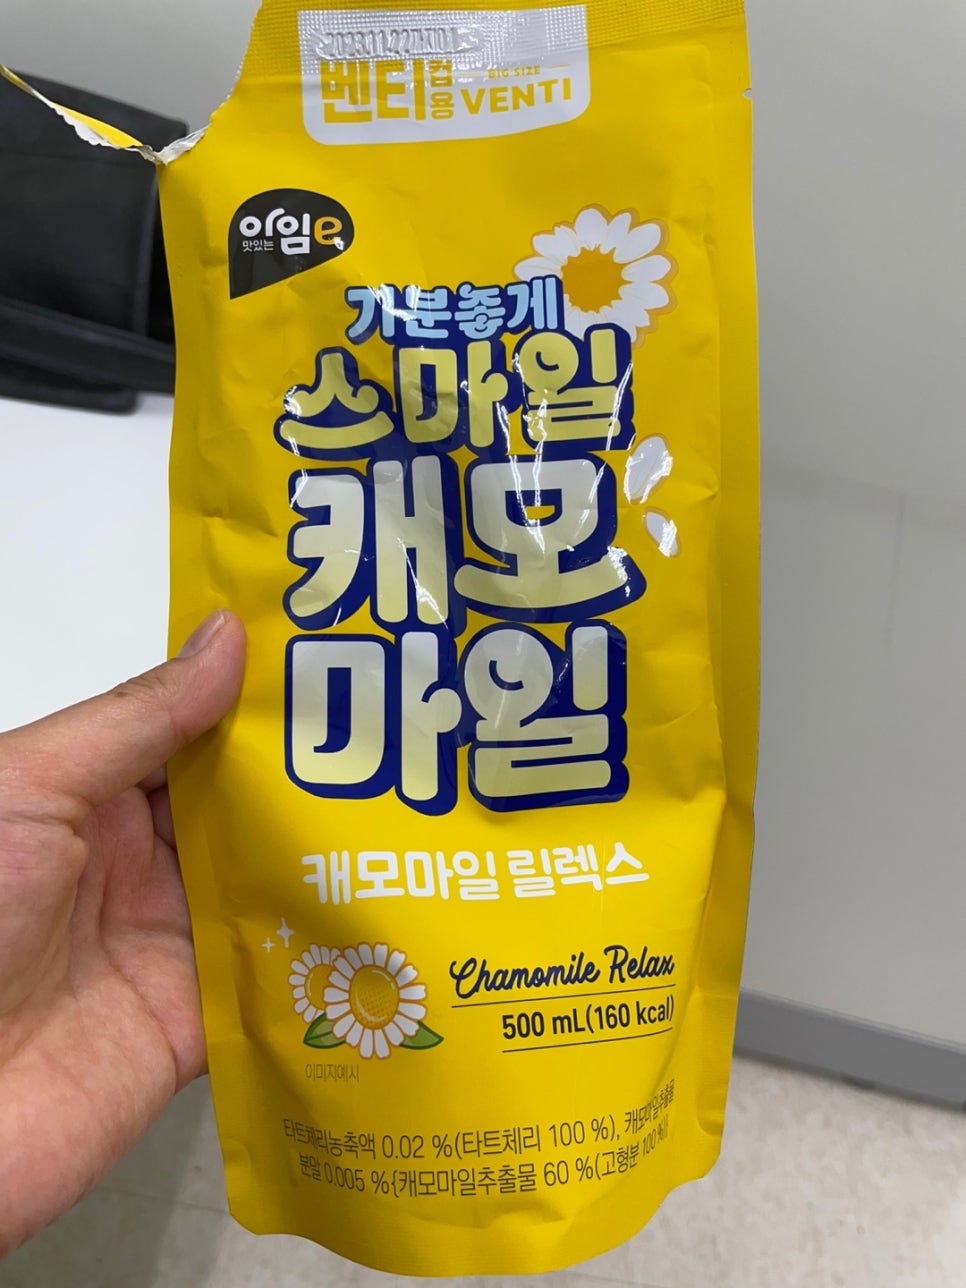 벤티컵용 BIG SIZE VENTI
맛있는 아임e
기분좋게
스마일
캐모
마일
캐모마일 릴렉스
Chamomile Relax
500 mL(160 kcal)
이미지예시
타트체리농축액 0.02 %(타트체리 100 %), 캐모마일추출물
분말 0.005 %{캐모마일추출물 60 %(고형분 100 %)}